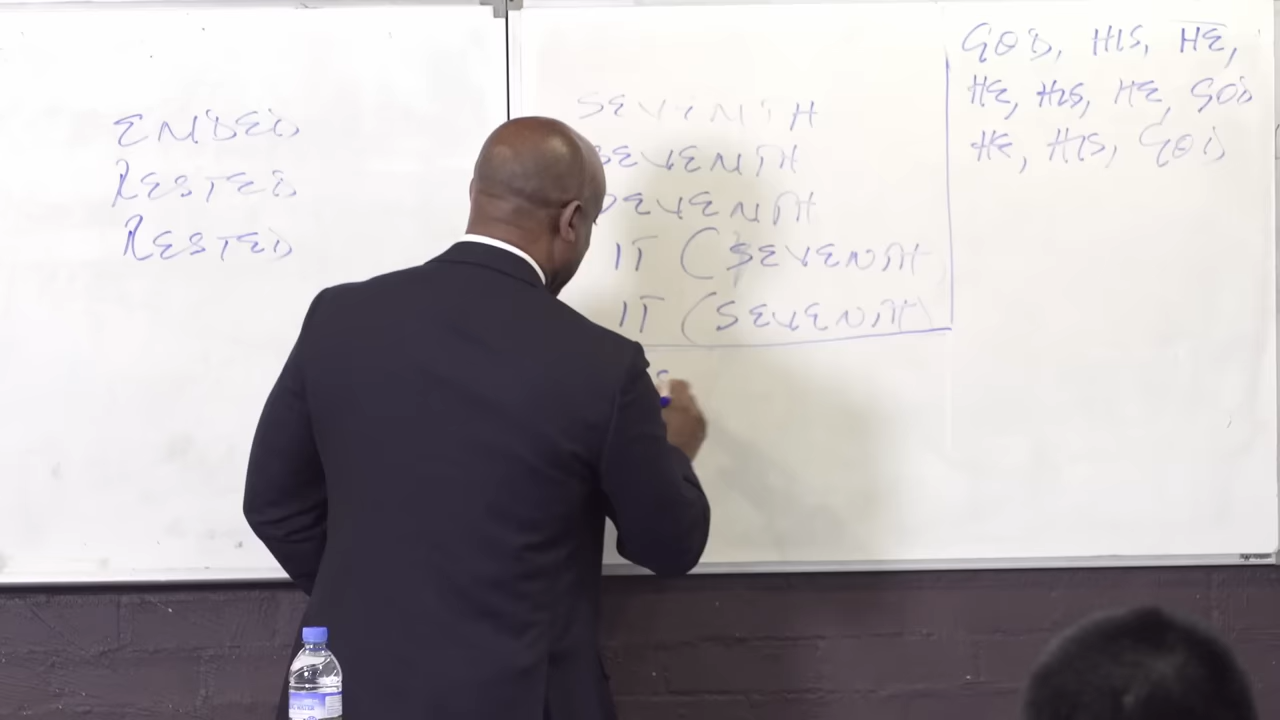 ENDED
RESTED
RESTED
SEVENTH
SEVENTH
SEVENTH
IT (SEVENTH
IT (SEVENTH)
S
GOD, HIS, HE,
HE, HIS, HE, GOD
HE, HIS, GOD
WATER